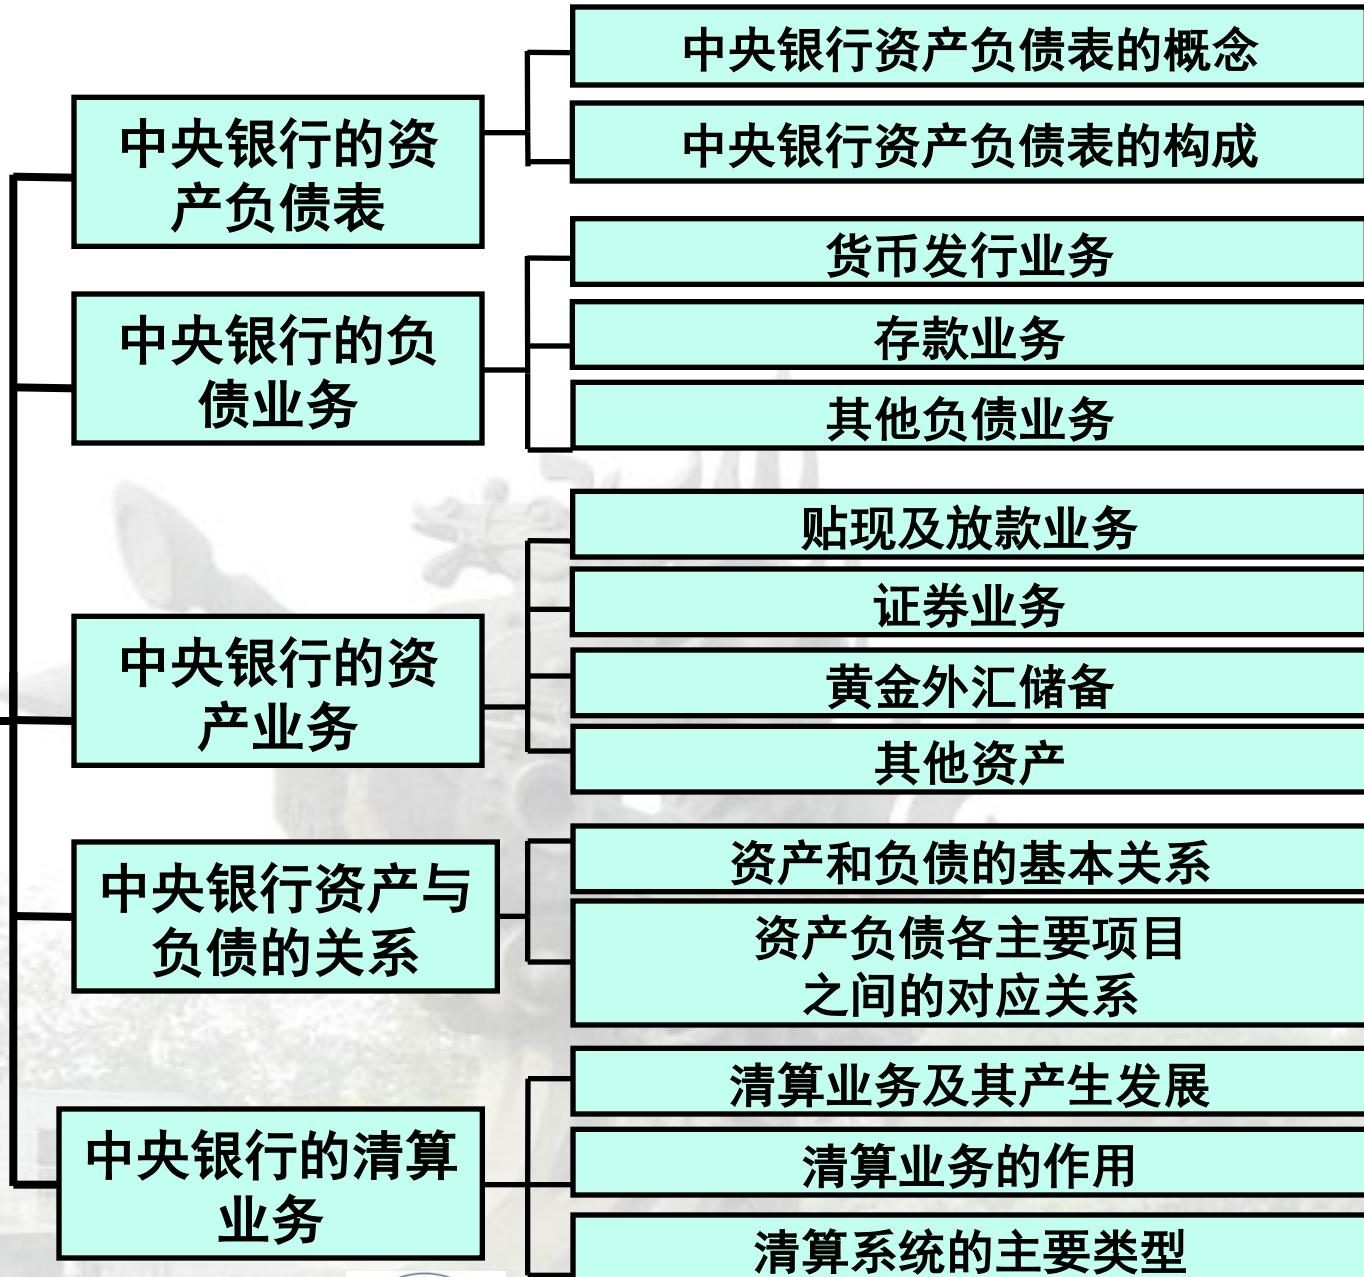 中央银行的资
产负债表
中央银行资产负债表的概念
中央银行资产负债表的构成
中央银行的负
债业务
货币发行业务
存款业务
其他负债业务
中央银行的资
产业务
贴现及放款业务
证券业务
黄金外汇储备
其他资产
中央银行资产与
负债的关系
资产和负债的基本关系
资产负债各主要项目
之间的对应关系
中央银行的清算
业务
清算业务及其产生发展
清算业务的作用
清算系统的主要类型